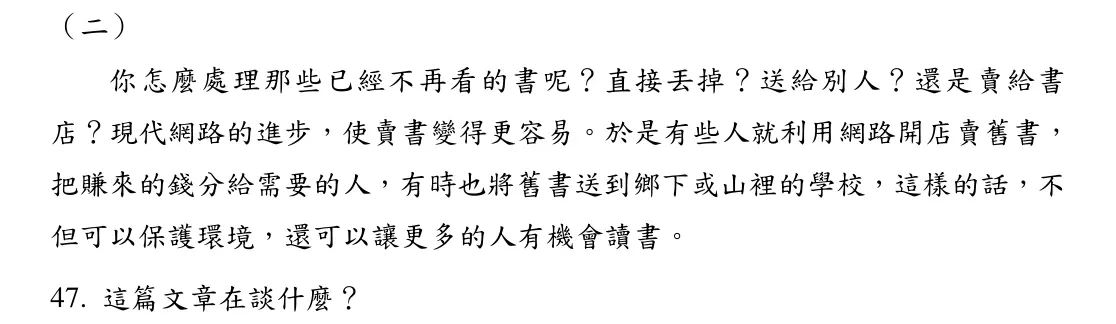 （二）
你怎麼處理那些已經不再看的書呢？直接丟掉？送給別人？還是賣給書
店？現代網路的進步，使賣書變得更容易。於是有些人就利用網路開店賣舊書，
把賺來的錢分給需要的人，有時也將舊書送到鄉下或山裡的學校，這樣的話，不
但可以保護環境，還可以讓更多的人有機會讀書。
47. 這篇文章在談什麼？